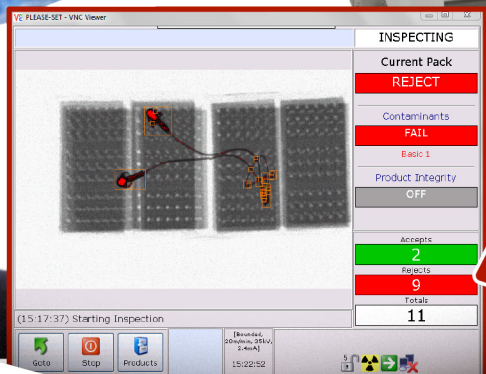 PLEASE-SET - VNC Viewer
INSPECTING
Current Pack
REJECT
Contaminants
FAIL
Basic 1
Product Integrity
OFF
Accepts
2
Rejects
9
Totals
11
(15:17:37) Starting Inspection
Goto
Stop
Products
[Bounded,
20m/min, 35kV,
2.4mA]
15:22:52